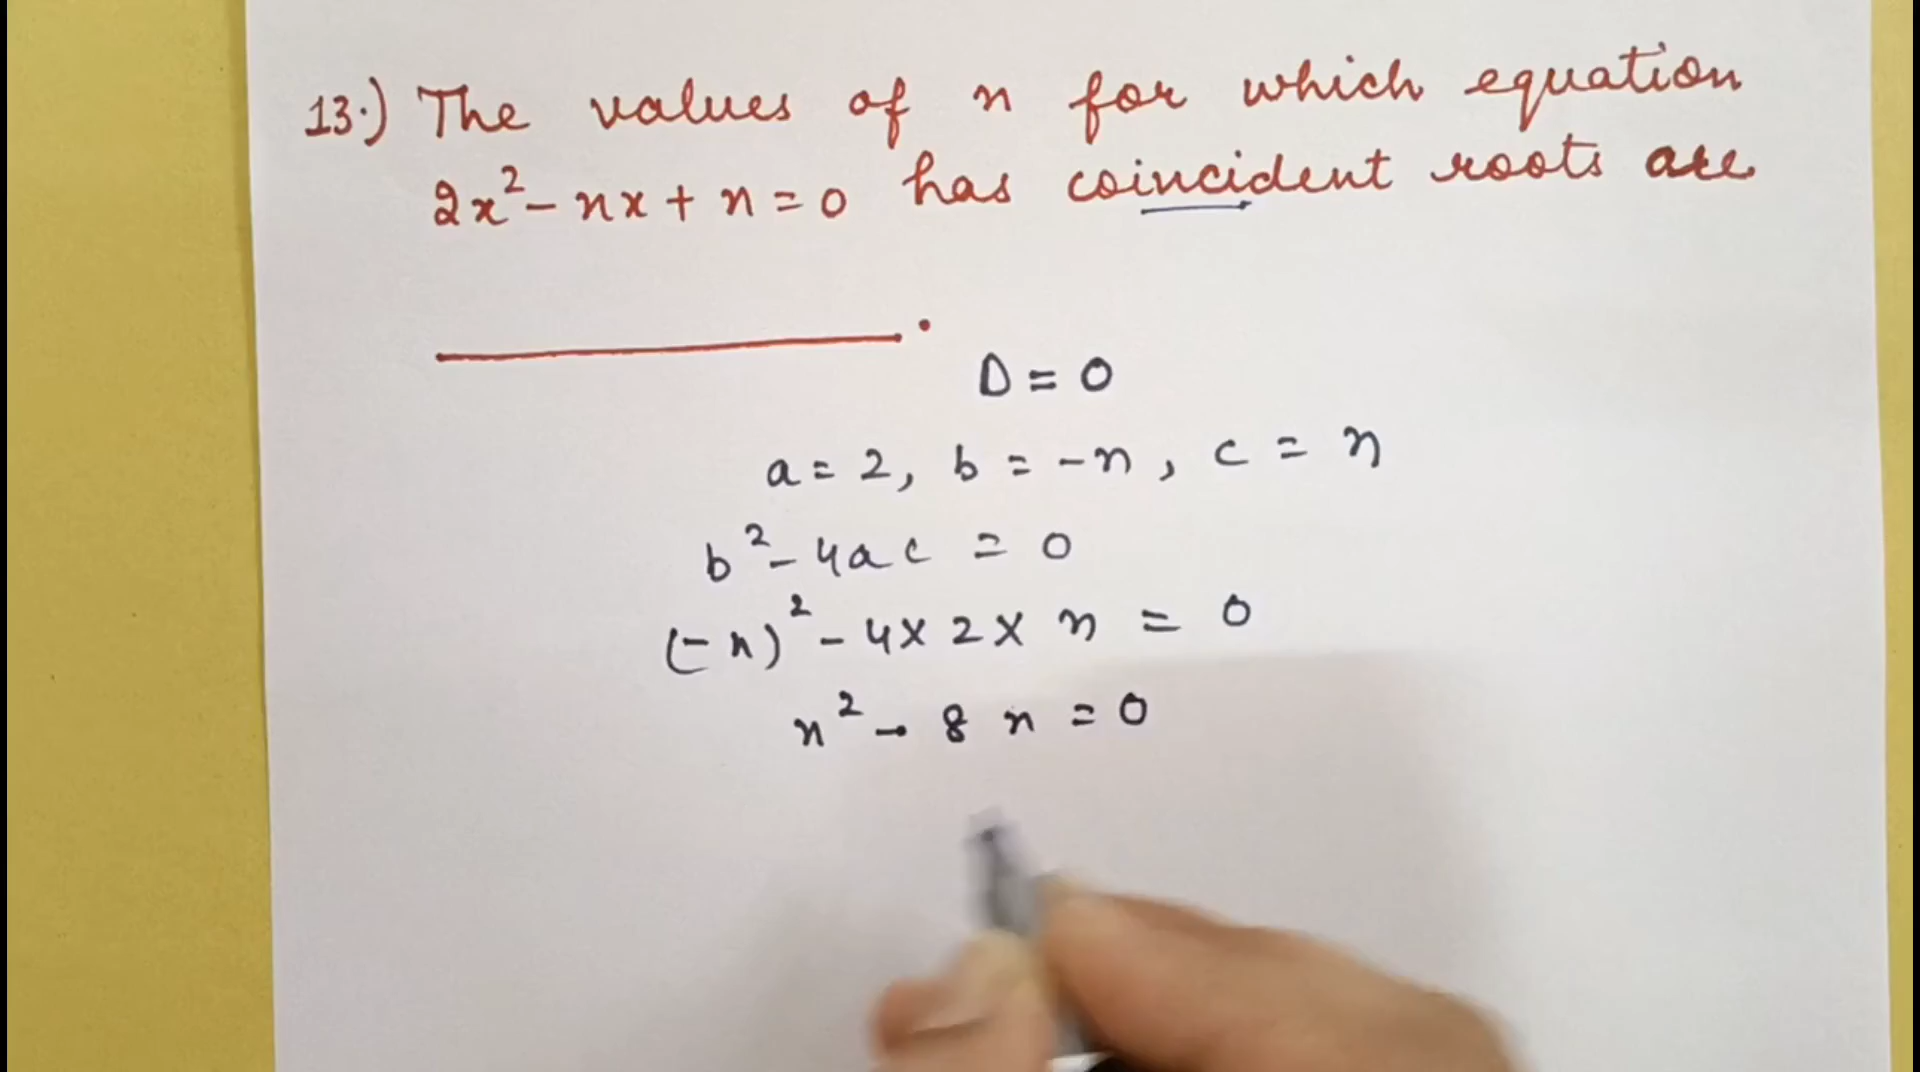 13.) The values of n for which equation
2x² - nx + n = 0 has coincident roots are
__________.
D = 0
a = 2, b = -n, c = n
b² - 4ac = 0
(-n)² - 4 × 2 × n = 0
n² - 8n = 0